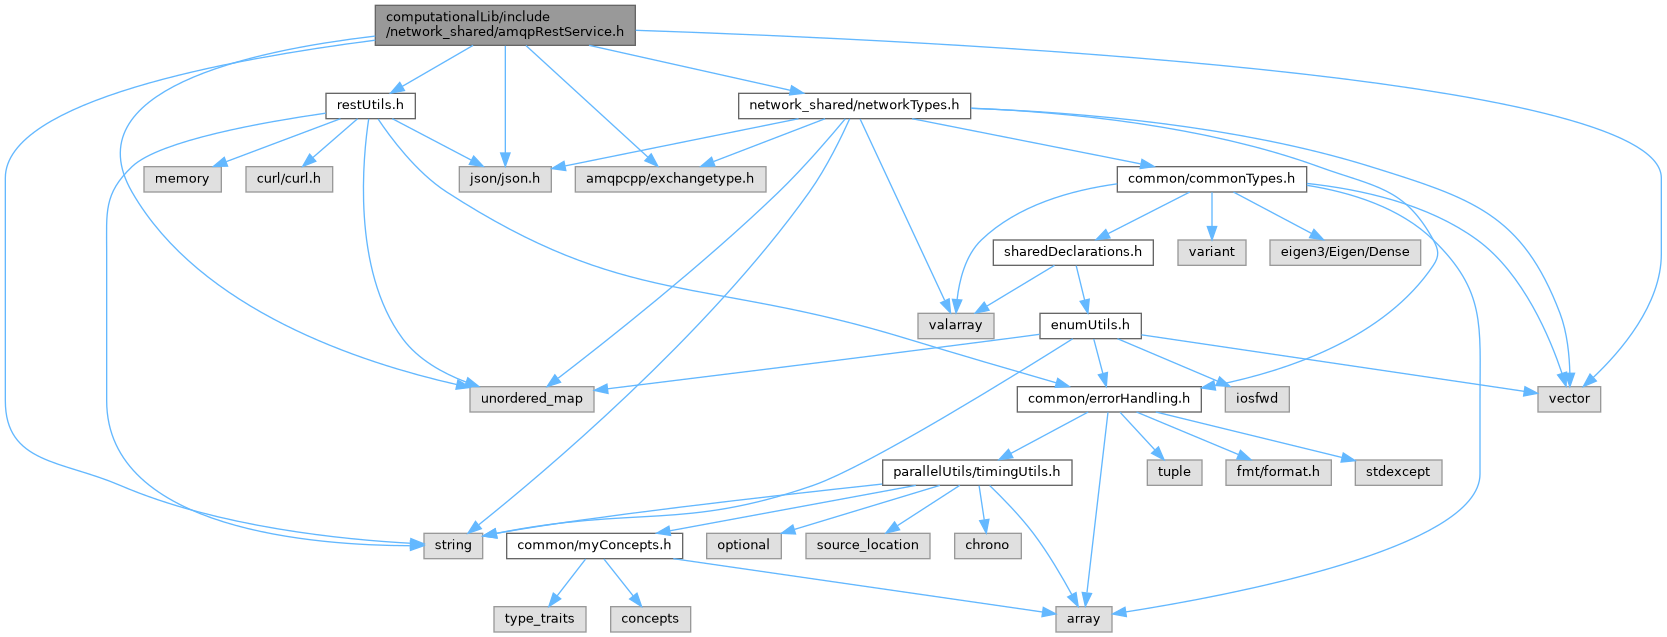 computationalLib/include
/network_shared/amqpRestService.h
restUtils.h
network_shared/networkTypes.h
memory
curl/curl.h
json/json.h
amqpcpp/exchangetype.h
common/commonTypes.h
sharedDeclarations.h
variant
eigen3/Eigen/Dense
valarray
enumUtils.h
unordered_map
common/errorHandling.h
iosfwd
vector
parallelUtils/timingUtils.h
tuple
fmt/format.h
stdexcept
string
common/myConcepts.h
optional
source_location
chrono
type_traits
concepts
array